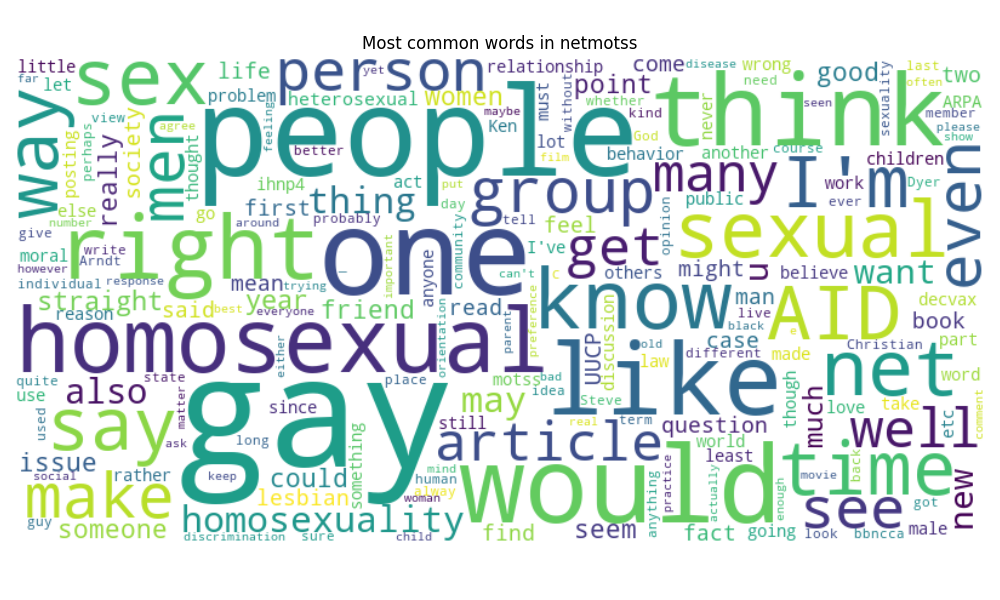 Most common words in netmotss
little sex person relationship come disease wrong last two
far let life yet good often
way problem heterosexual women without point need ARPA
people think
view men society feeling maybe must whether kind never seen sexuality member
posting perhaps agree Ken lot God please show
really thought better film behavior another course children
ihnp4 act group many I'm work Dyer even
else go first thing put day tell feel public ever
number around probably
give right one I've get sexual
moral write anyone community opinion
however Arndt mean important can't c others might u believe want
individual response trying
straight year read know man AID decvax
reason said best everyone friend live book
homosexual black Christian part
either orientation parent preference UUCP discussion old law case e
like different made net word
quite state place motss bad idea
use also gay may Steve though much love take comment
used say matter since still real term question well etc
ask long article world
issue social rather keep could something mind human least back
would time movie
make lesbian alway woman anything practice actually enough see new got
guy someone homosexuality find seem fact going look bbncca male
discrimination sure child